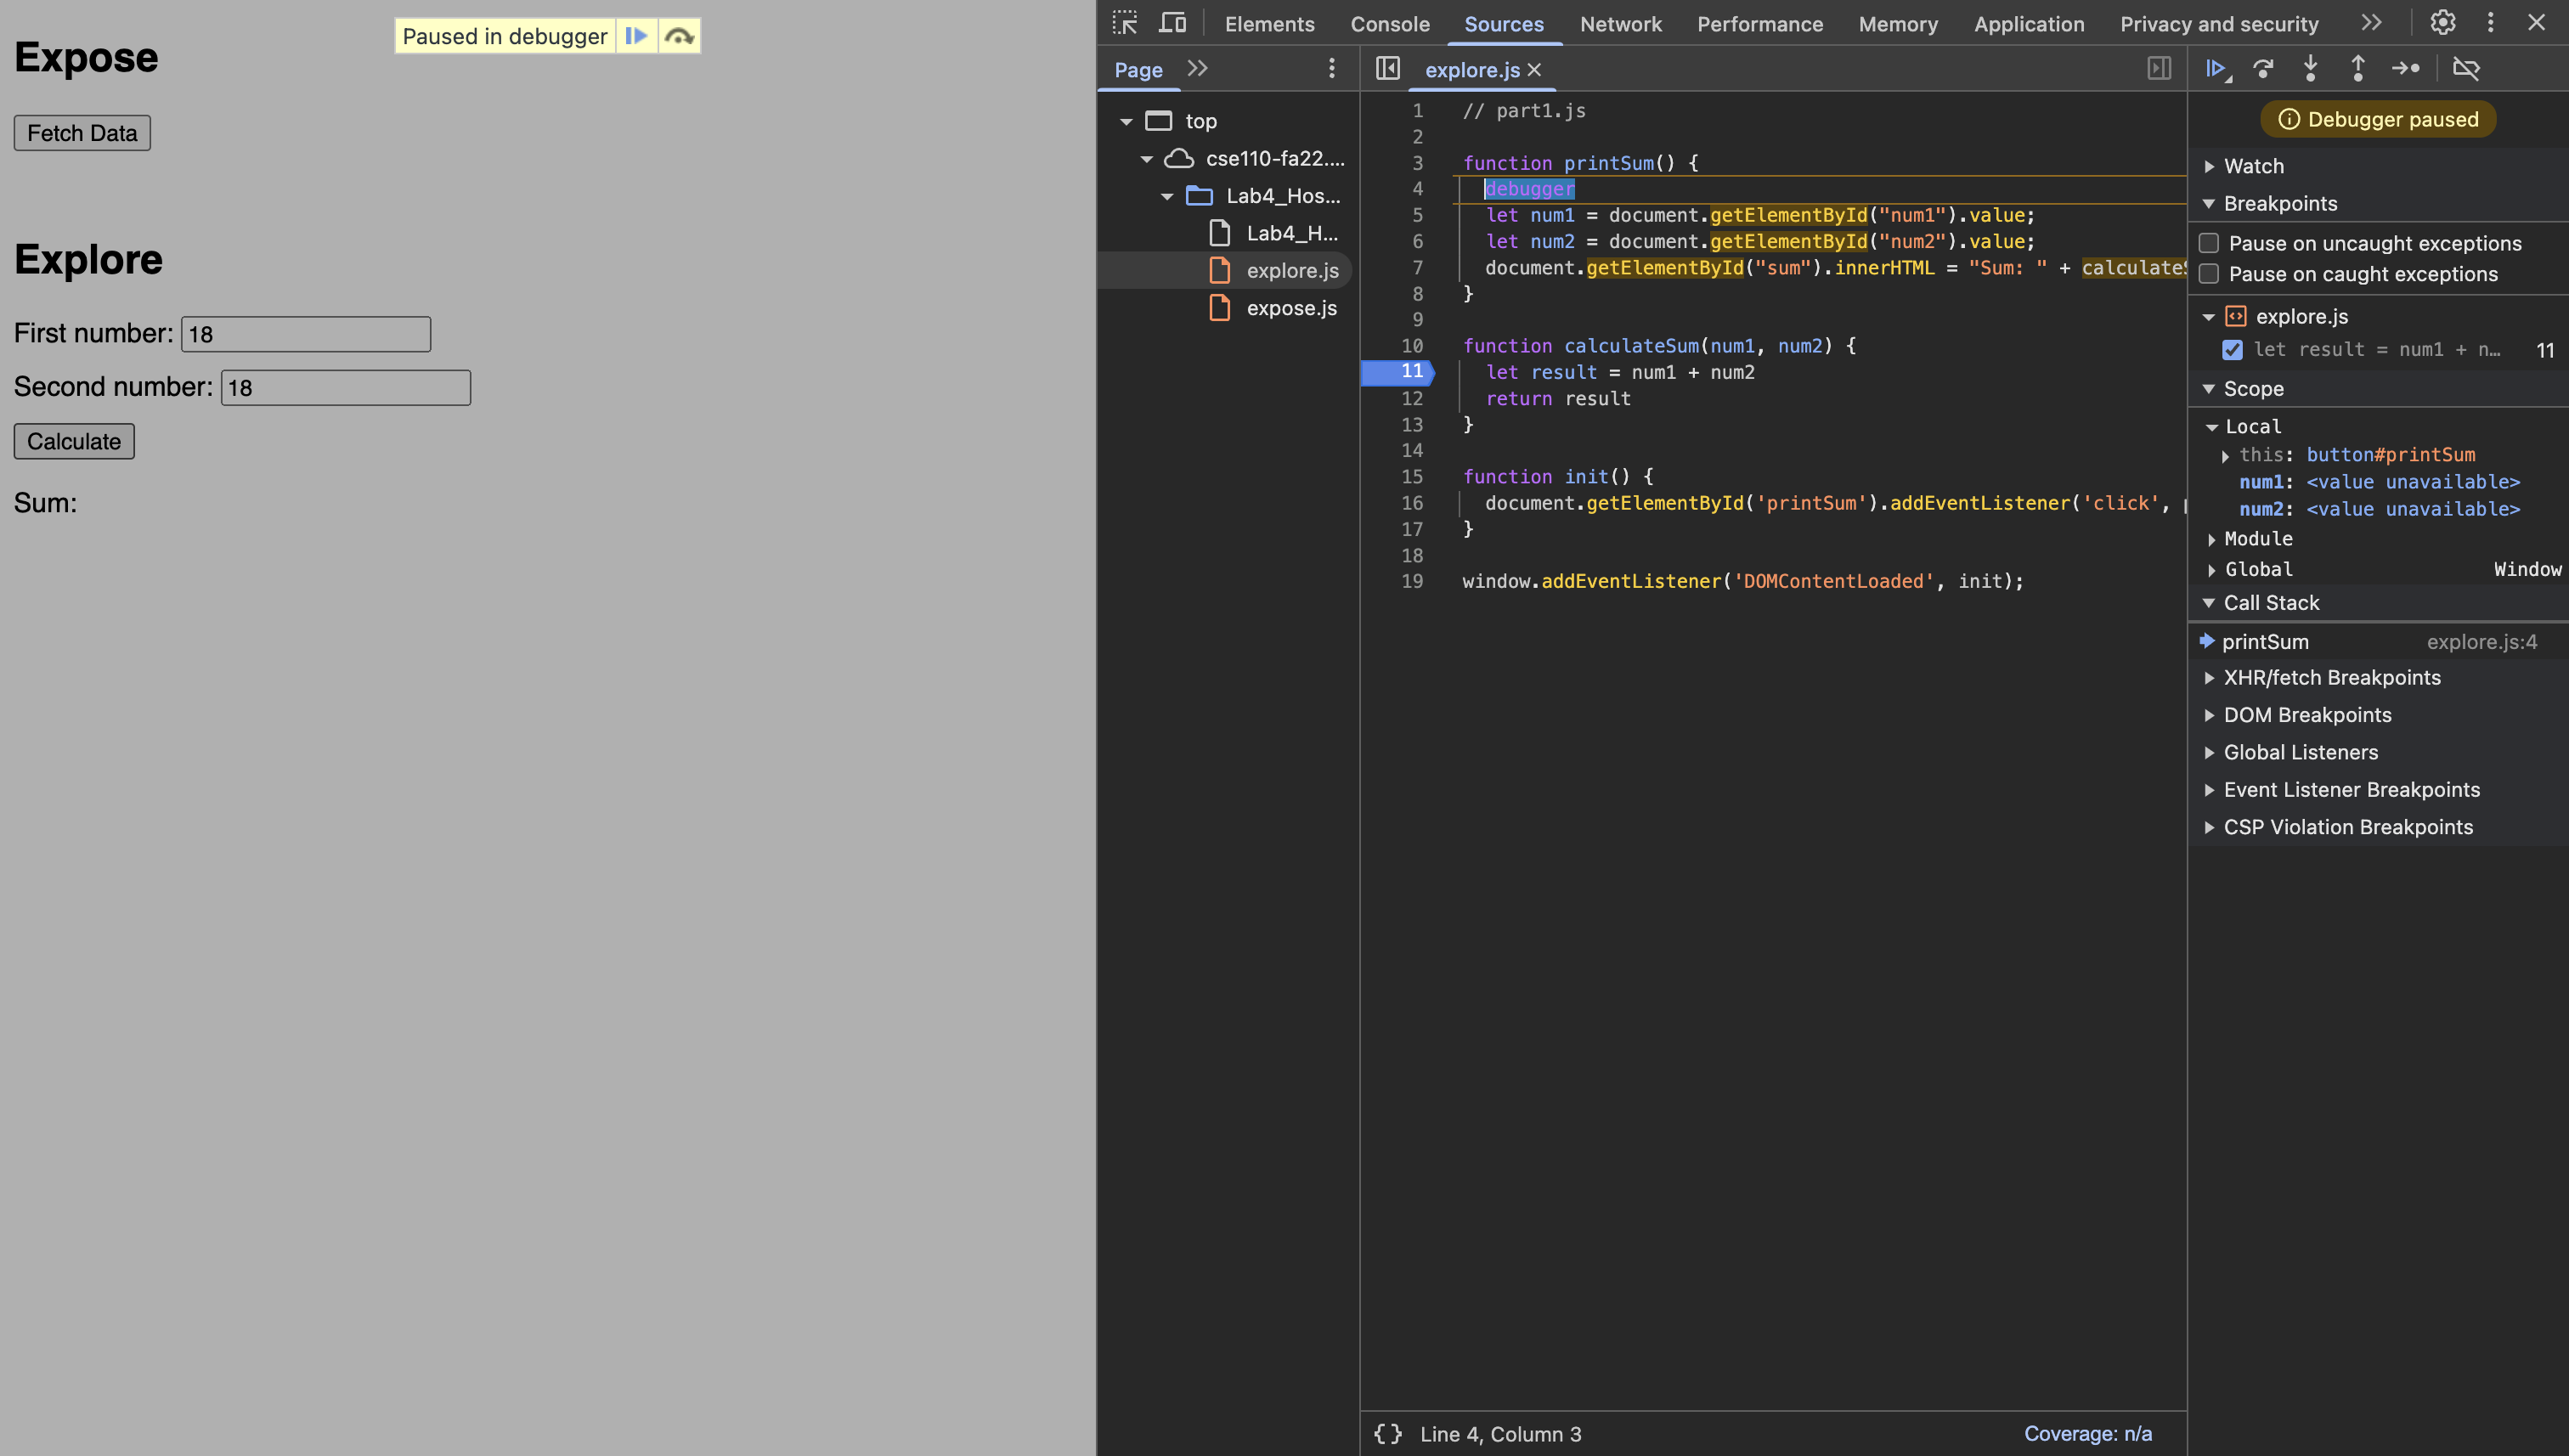 Paused in debugger
Expose
Fetch Data
Explore
First number: 18
Second number: 18
Calculate
Sum:
Elements Console Sources Network Performance Memory Application Privacy and security
Page
top
cse110-fa22....
Lab4_Hos...
Lab4_H...
explore.js
expose.js
explore.js
1 // part1.js
2
3 function printSum() {
4 debugger
5 let num1 = document.getElementById("num1").value;
6 let num2 = document.getElementById("num2").value;
7 document.getElementById("sum").innerHTML = "Sum: " + calculateS
8 }
9
10 function calculateSum(num1, num2) {
11 let result = num1 + num2
12 return result
13 }
14
15 function init() {
16 document.getElementById('printSum').addEventListener('click',
17 }
18
19 window.addEventListener('DOMContentLoaded', init);
{} Line 4, Column 3
Coverage: n/a
Debugger paused
Watch
Breakpoints
Pause on uncaught exceptions
Pause on caught exceptions
explore.js
let result = num1 + n... 11
Scope
Local
this: button#printSum
num1: <value unavailable>
num2: <value unavailable>
Module
Global Window
Call Stack
printSum explore.js:4
XHR/fetch Breakpoints
DOM Breakpoints
Global Listeners
Event Listener Breakpoints
CSP Violation Breakpoints